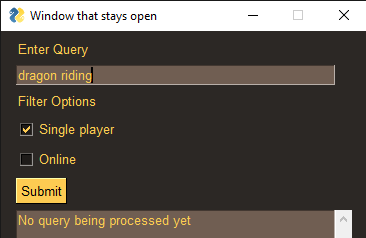 Window that stays open
Enter Query
dragon riding
Filter Options
Single player
Online
Submit
No query being processed yet